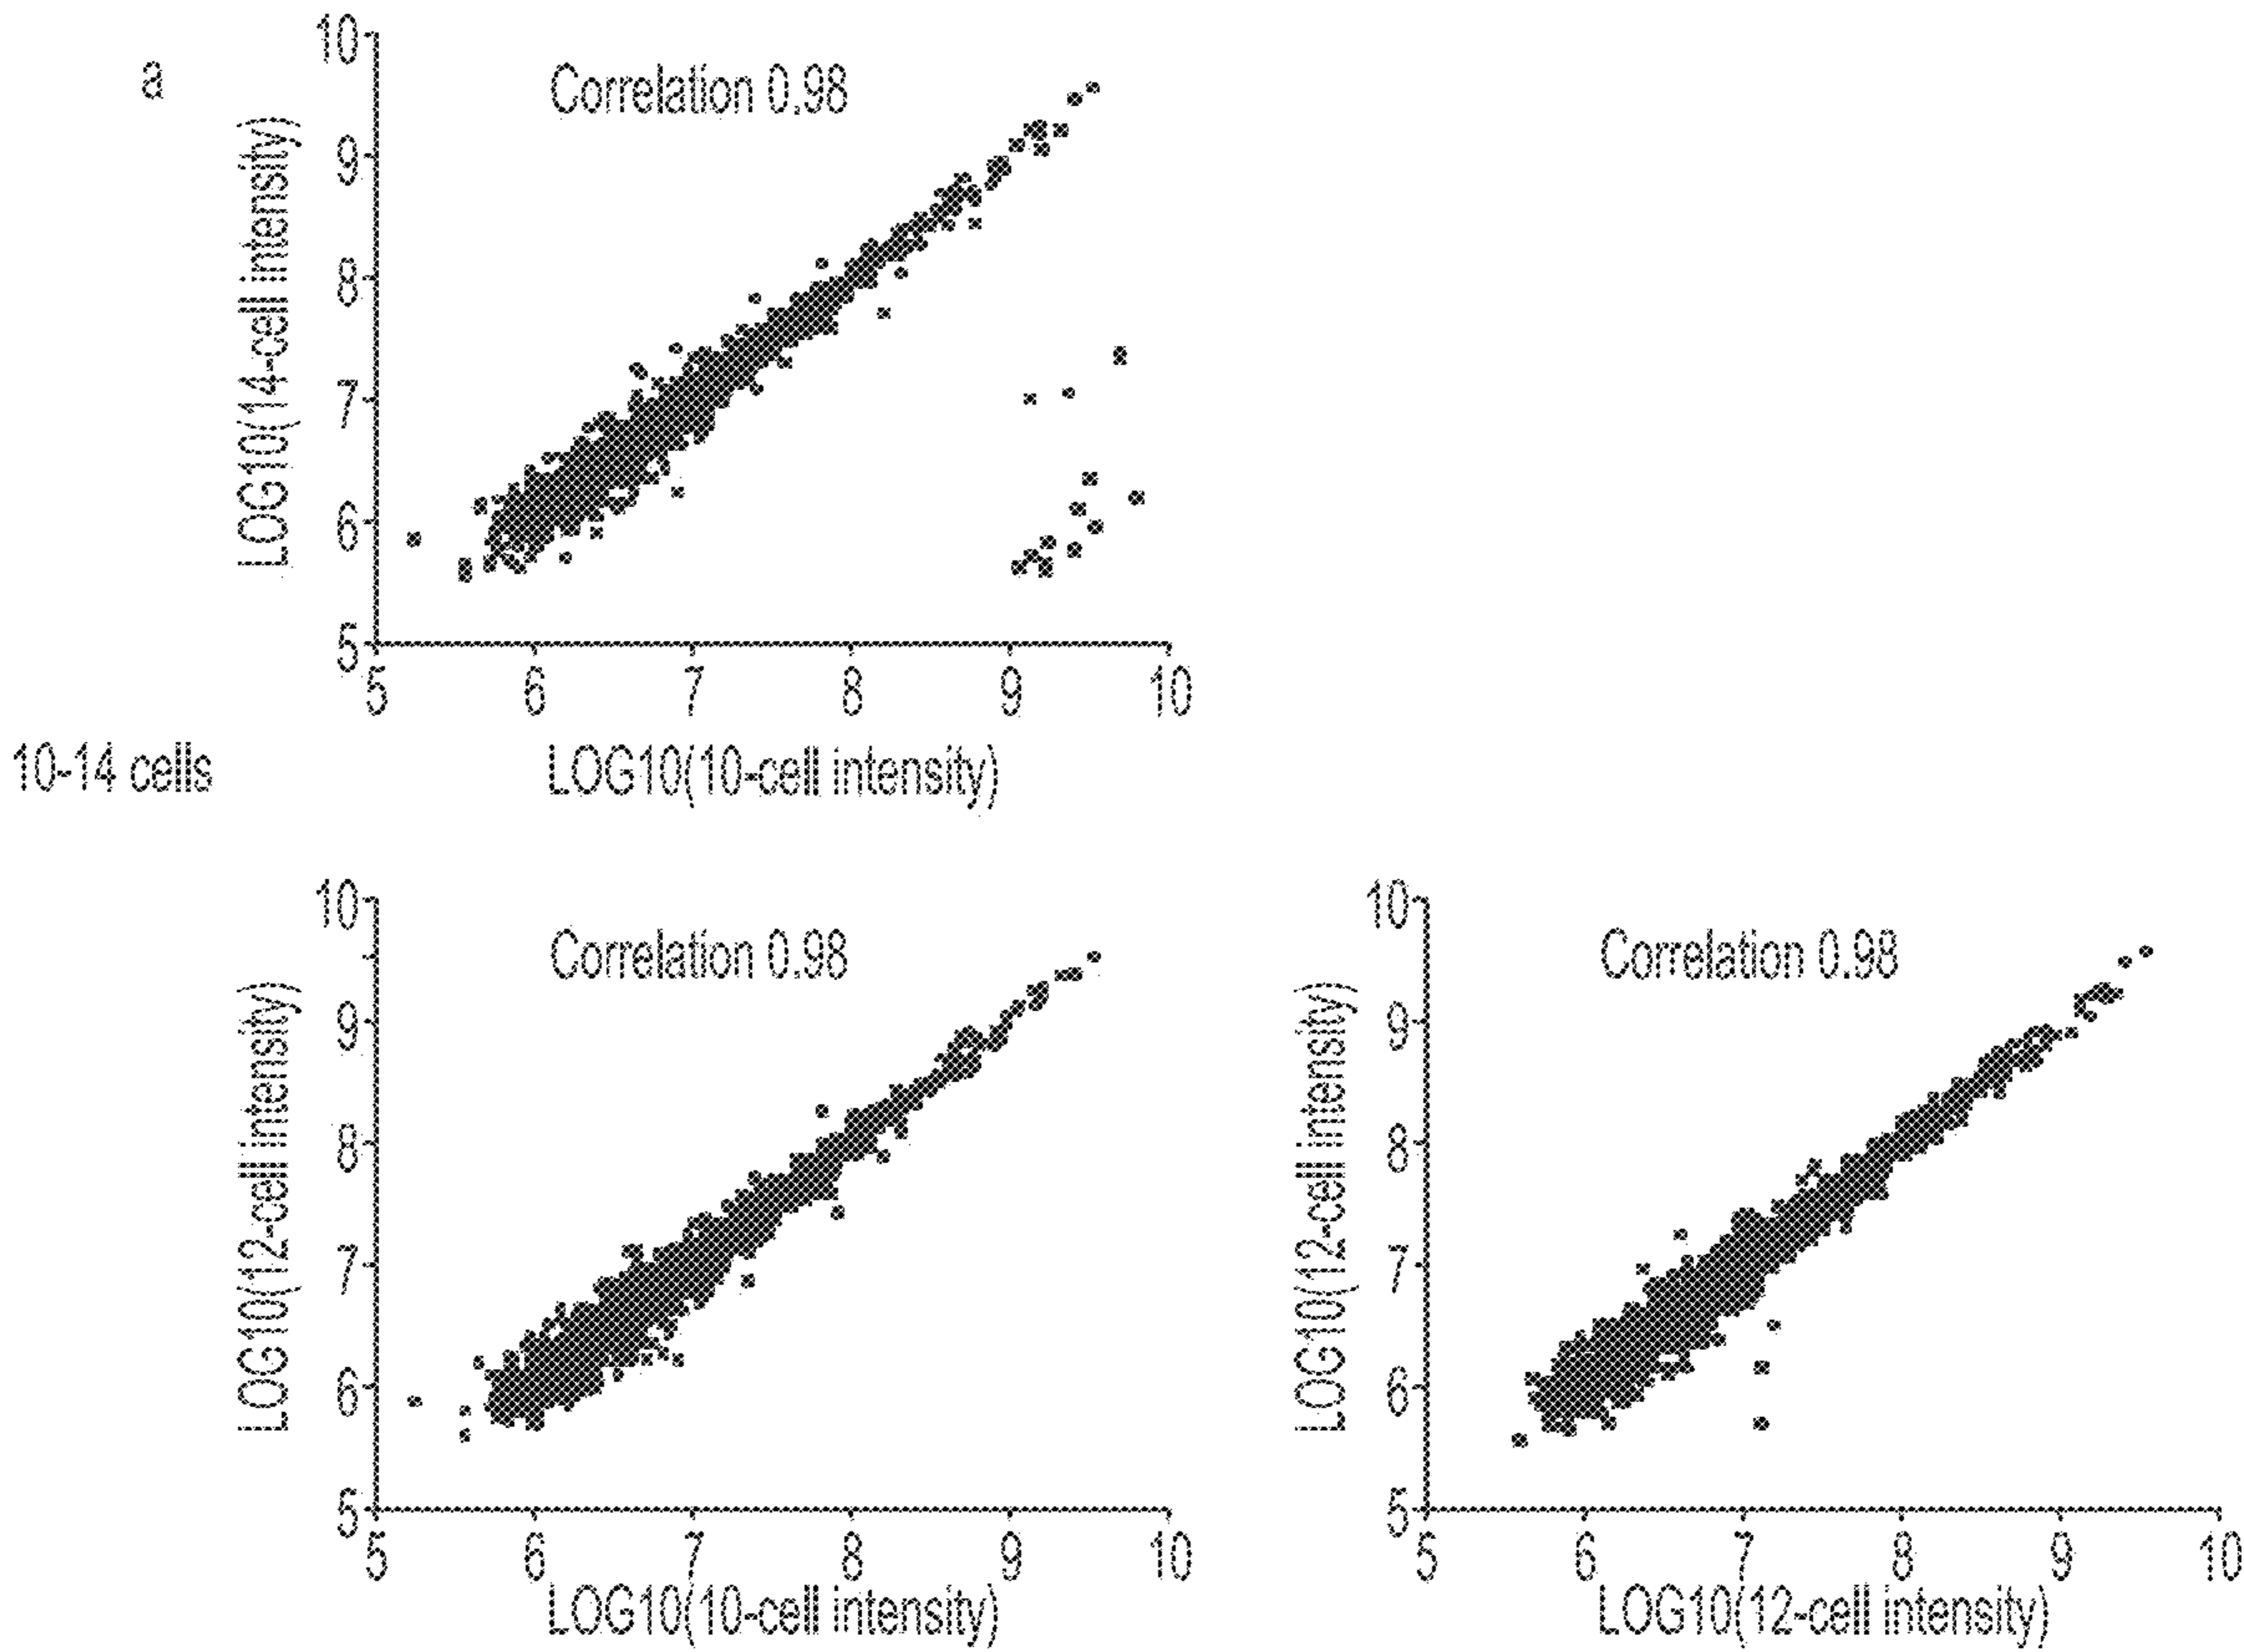 a
Correlation 0.98
LOG10(14-cell intensity)
10
9
8
7
6
5
5 6 7 8 9 10
LOG10(10-cell intensity)
10-14 cells
Correlation 0.98
LOG10(12-cell intensity)
10
9
8
7
6
5
5 6 7 8 9 10
LOG10(10-cell intensity)
Correlation 0.98
LOG10(12-cell intensity)
10
9
8
7
6
5
5 6 7 8 9 10
LOG10(12-cell intensity)